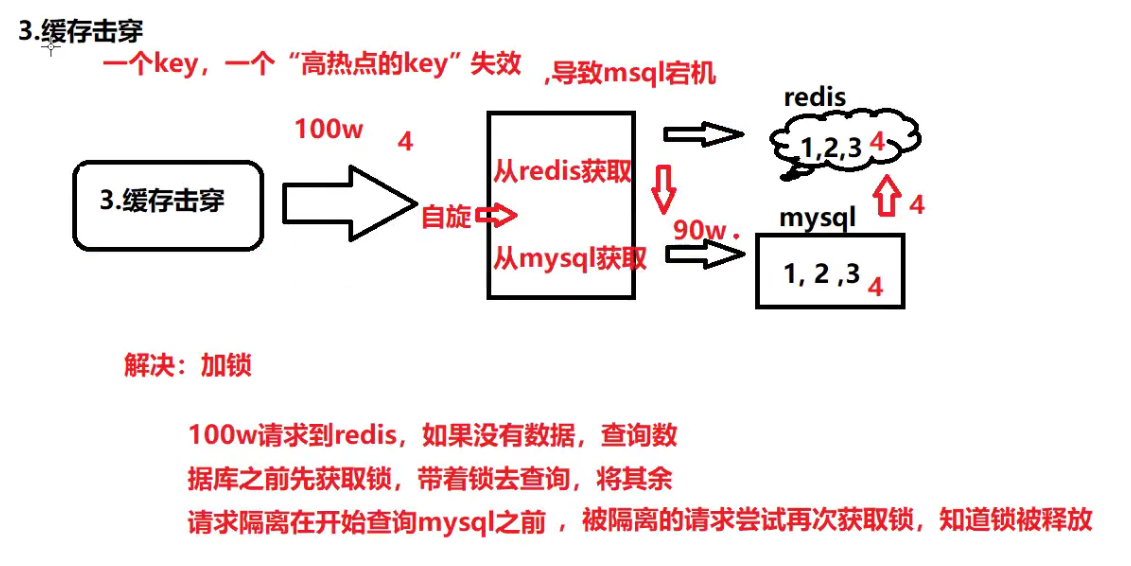 3.缓存击穿
一个key，一个“高热点的key”失效 ,导致msql宕机
redis
100w
4
1,2,3 4
3.缓存击穿
从redis获取
自旋
4
mysql
90w .
从mysql获取
1, 2 ,3 4
解决：加锁
100w请求到redis，如果没有数据，查询数
据库之前先获取锁，带着锁去查询，将其余
请求隔离在开始查询mysql之前 ，被隔离的请求尝试再次获取锁，知道锁被释放